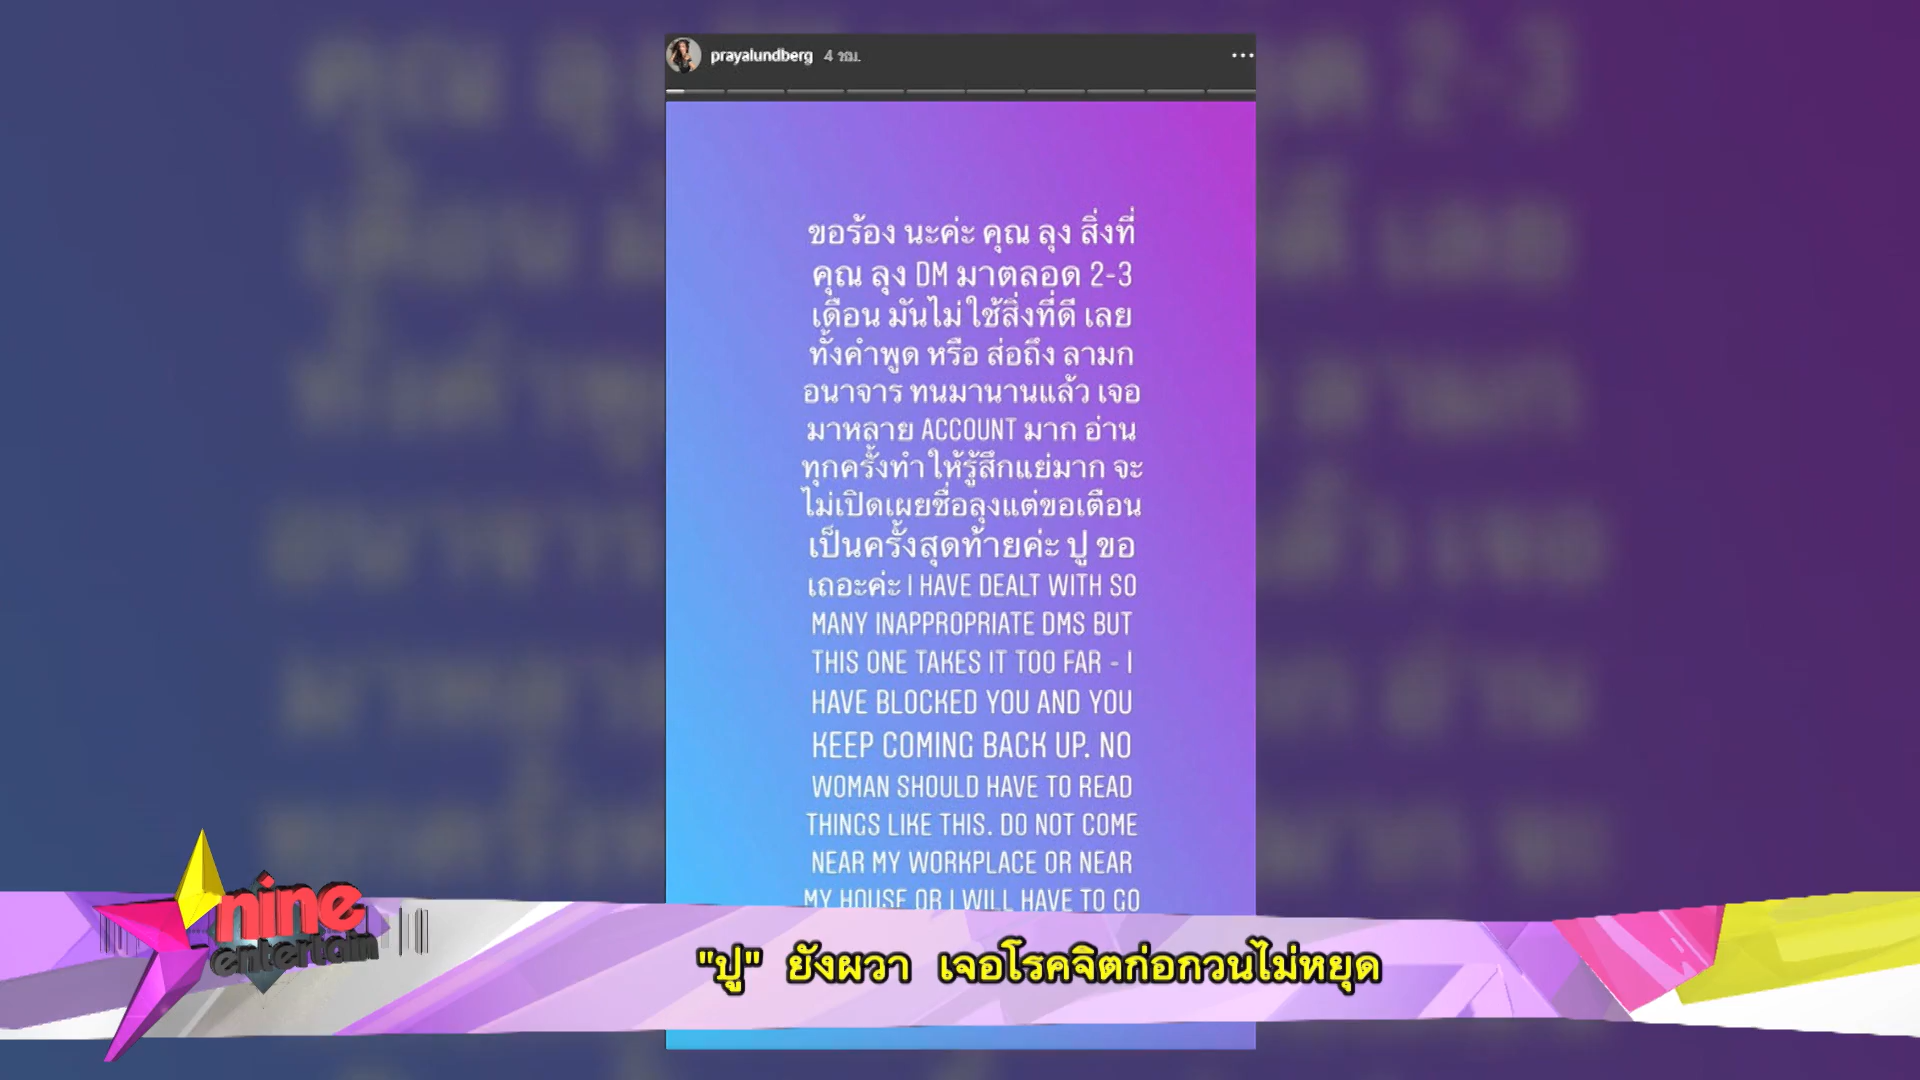 prayalundberg 4 ชม.
ขอร้อง นะค่ะ คุณ ลุง สิ่งที่
คุณ ลุง DM มาตลอด 2-3
เดือน มันไม่ ใช้สิ่งที่ดี เลย
ทั้งคำพูด หรือ ส่อถึง ลามก
อนาจาร ทนมานานแล้ว เจอ
มาหลาย ACCOUNT มาก อ่าน
ทุกครั้งทำ ให้รู้สึกแย่มาก จะ
ไม่เปิดเผยชื่อลุงแต่ขอเตือน
เป็นครั้งสุดท้ายค่ะ ปู ขอ
เถอะค่ะ I HAVE DEALT WITH SO
MANY INAPPROPRIATE DMS BUT
THIS ONE TAKES IT TOO FAR - I
HAVE BLOCKED YOU AND YOU
KEEP COMING BACK UP. NO
WOMAN SHOULD HAVE TO READ
THINGS LIKE THIS. DO NOT COME
NEAR MY WORKPLACE OR NEAR
MY HOUSE OR I WILL HAVE TO GO
nine
entertain
"ปู" ยังผวา เจอโรคจิตก่อกวนไม่หยุด